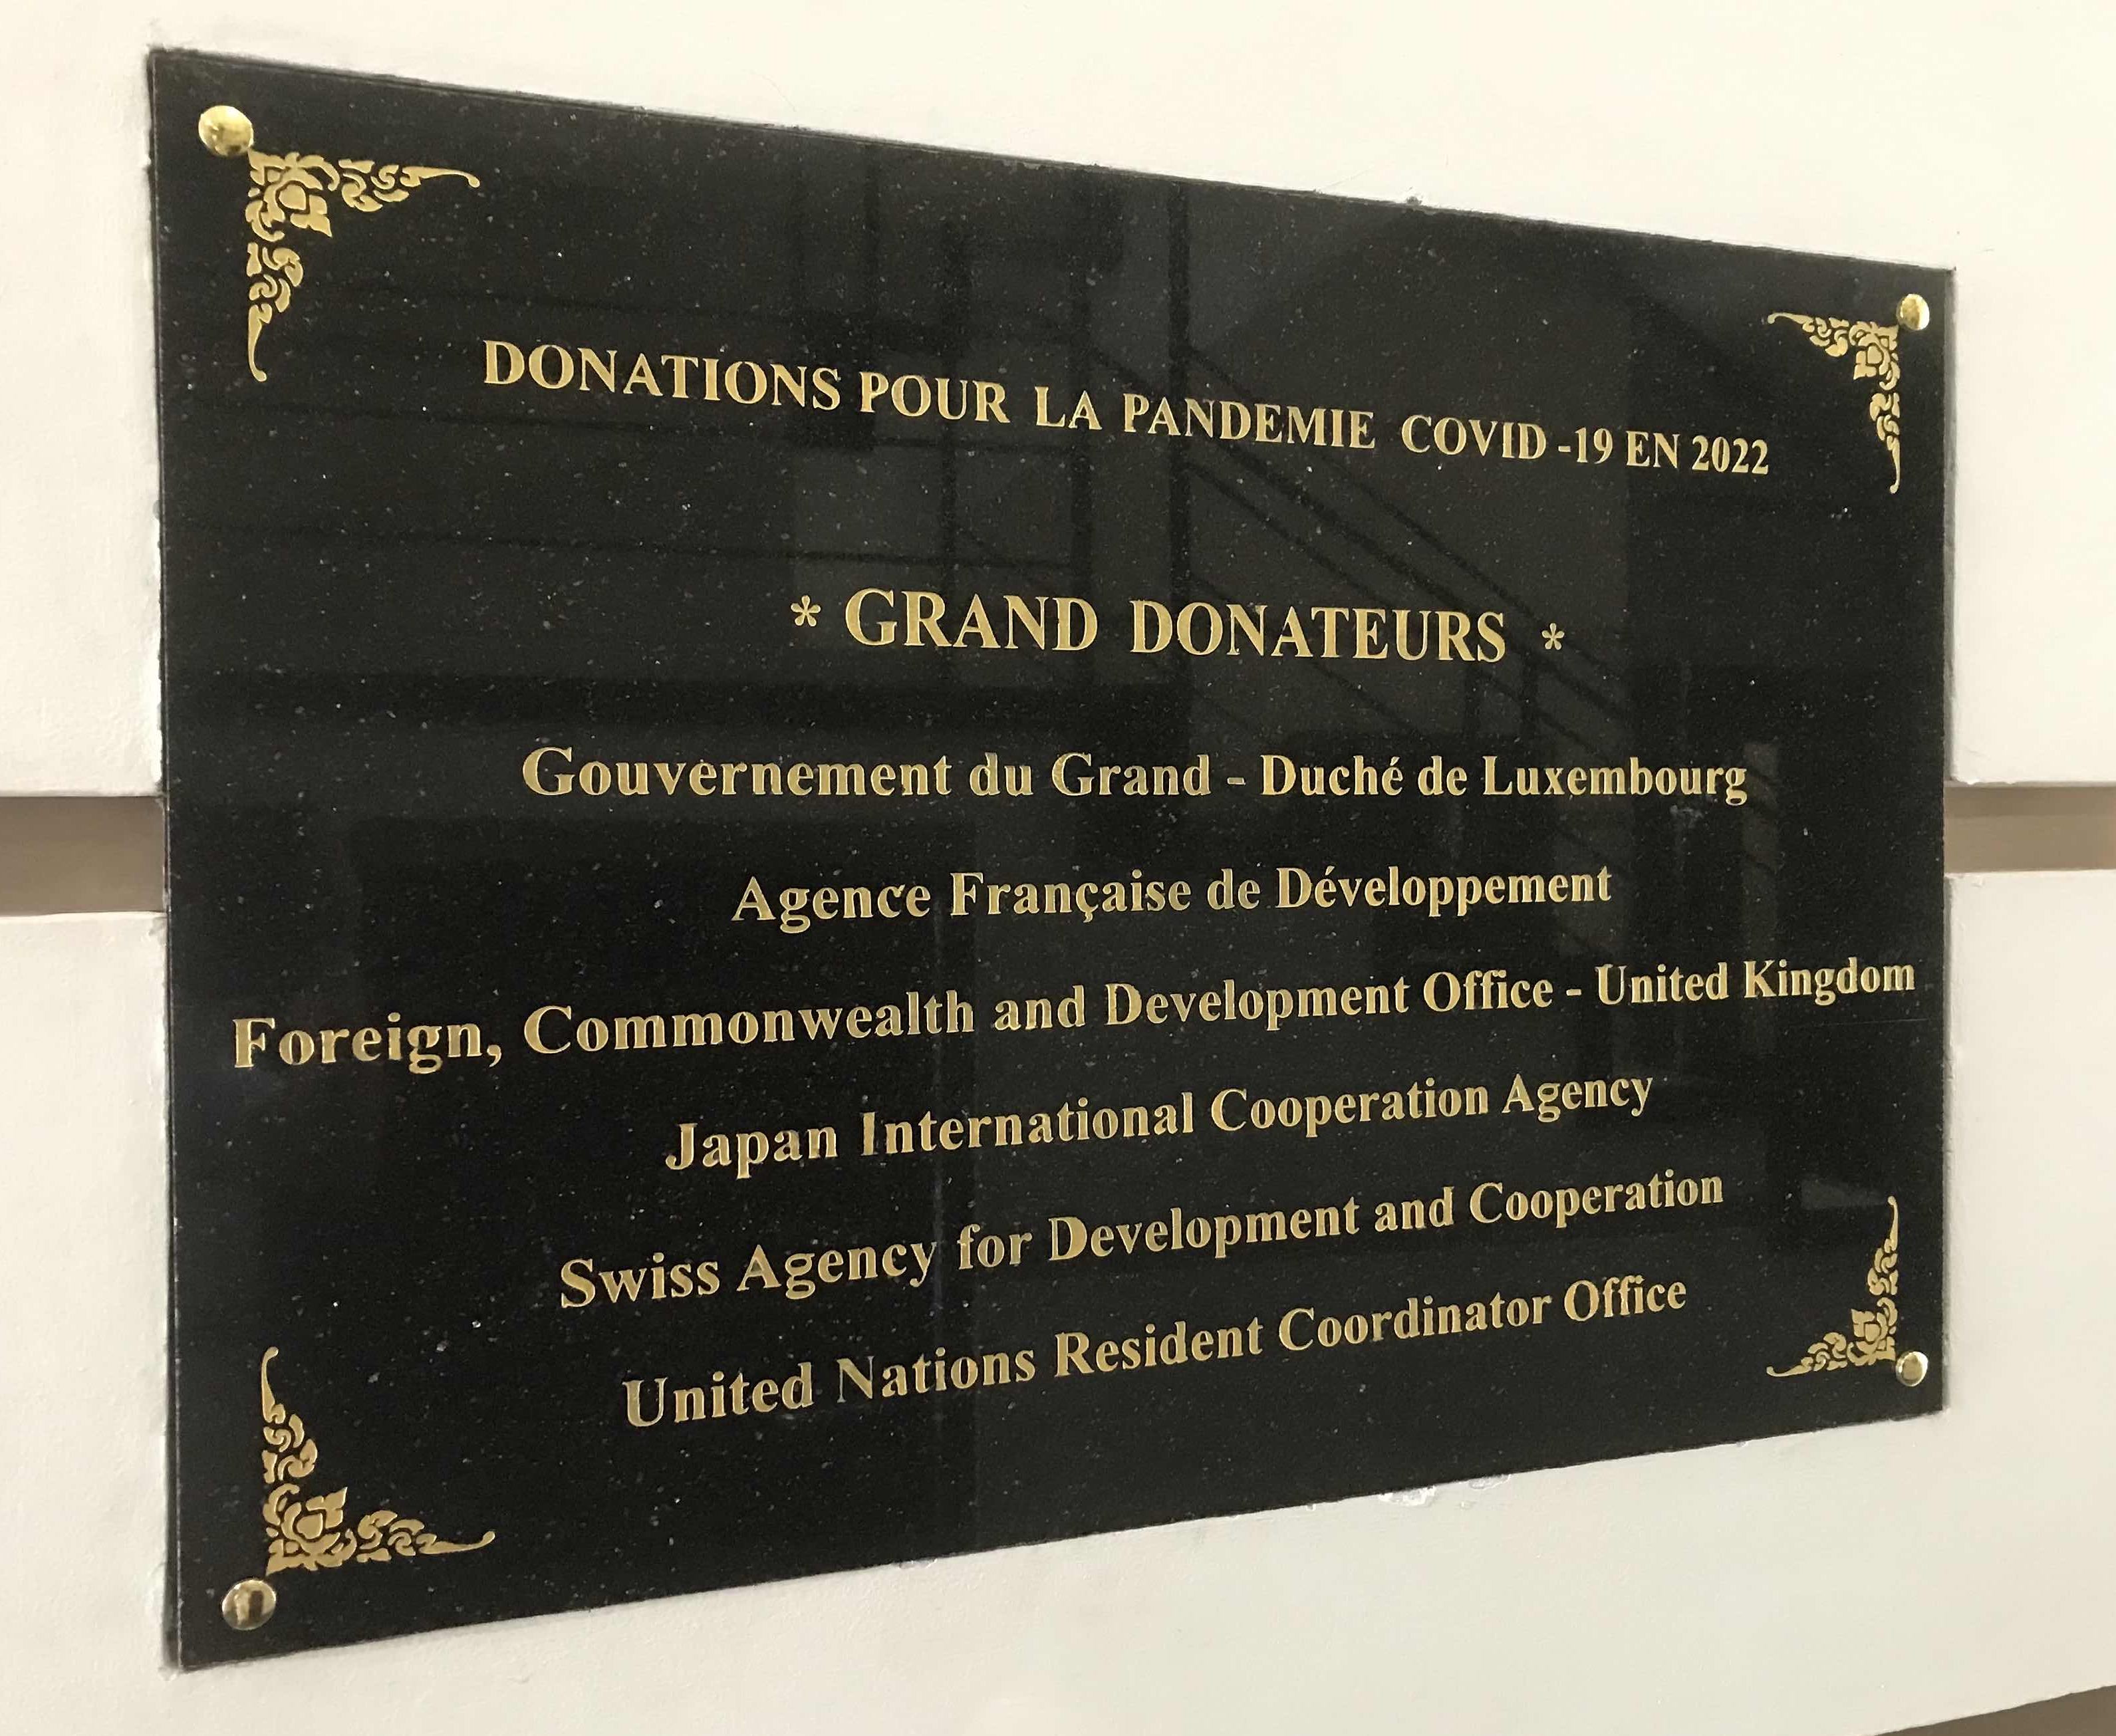 DONATIONS POUR LA PANDEMIE COVID -19 EN 2022
* GRAND DONATEURS *
Gouvernement du Grand - Duché de Luxembourg
Agence Française de Développement
Foreign, Commonwealth and Development Office - United Kingdom
Japan International Cooperation Agency
Swiss Agency for Development and Cooperation
United Nations Resident Coordinator Office